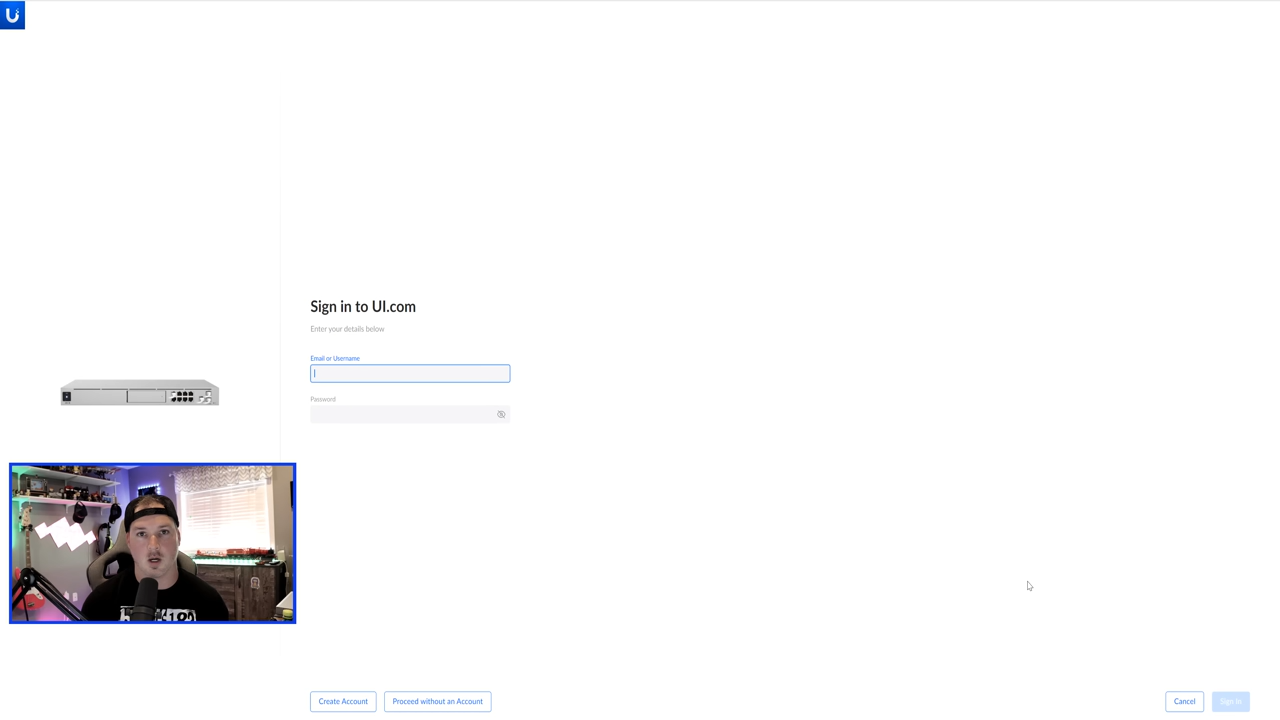 Sign in to UI.com
Enter your details below
Email or Username
Password
Create Account
Proceed without an Account
Cancel
Sign In